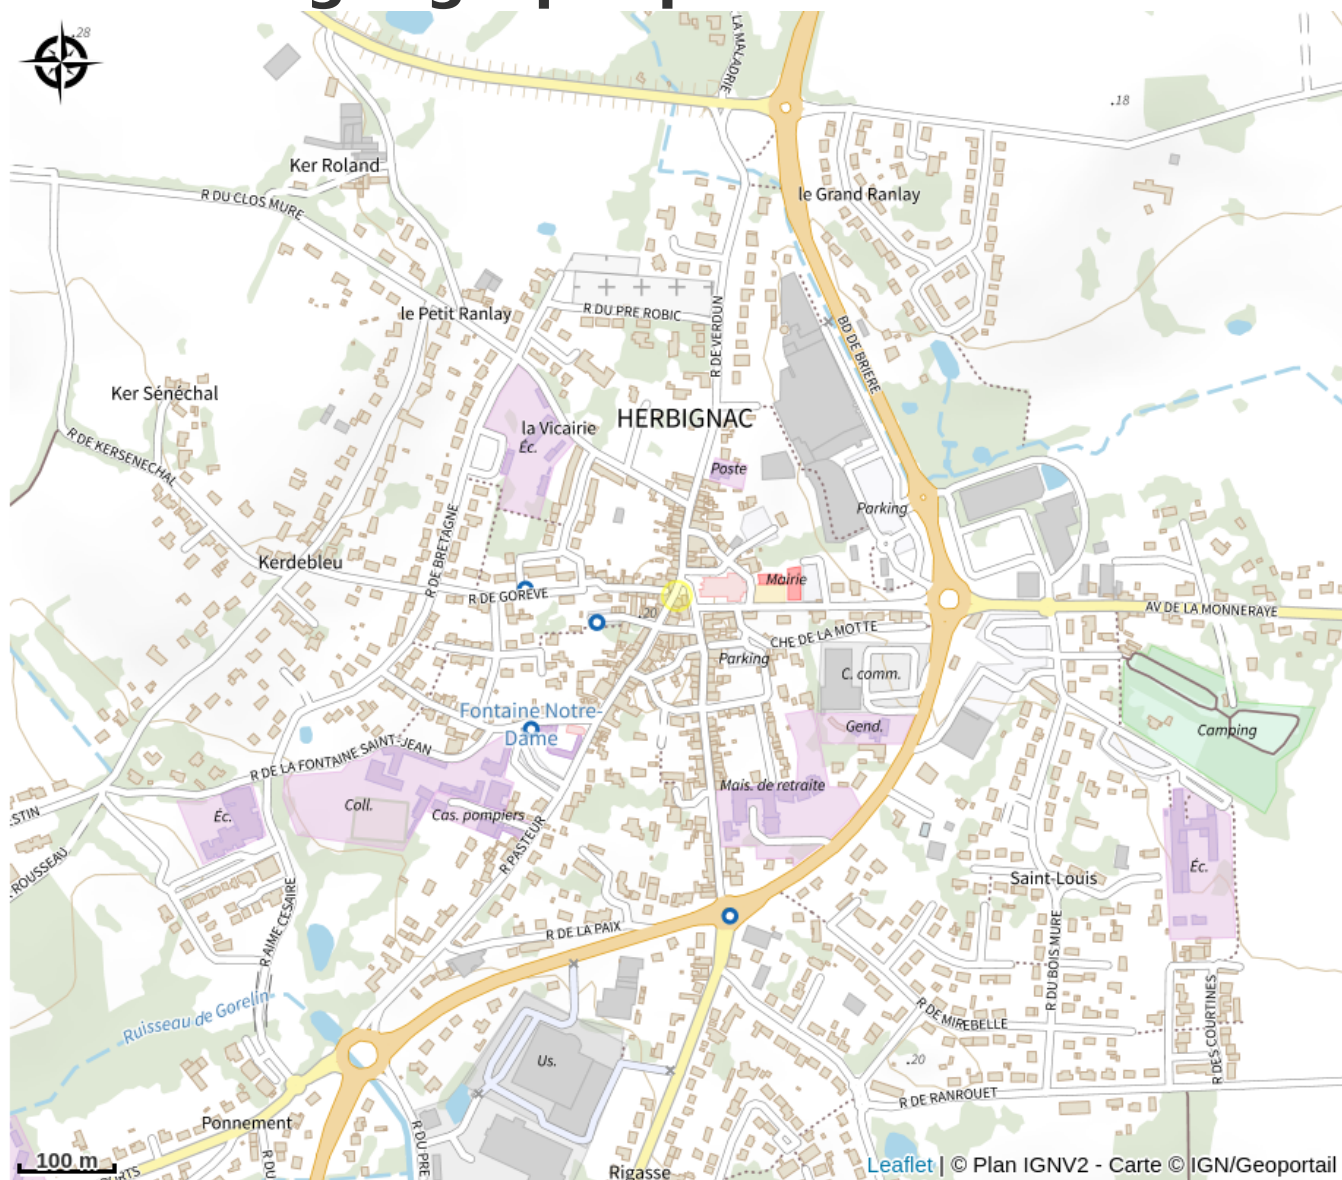 28
LA MALADRIE
18
Ker Roland
R DU CLOS MURE
le Grand Ranlay
le Petit Ranlay
R DU PRE ROBIC
R DE VERDUN
BD DE BRIERE
Ker Sénéchal
HERBIGNAC
la Vicairie
Éc.
R DE KERSENECHAL
Poste
Parking
R DE BRETAGNE
Kerdebleu
Mairie
R DE GOREVE
20
AV DE LA MONNERAYE
CHE DE LA MOTTE
Parking
C. comm.
Fontaine Notre-
Dame
Gend.
Camping
R DE LA FONTAINE SAINT-JEAN
Mais. de retraite
Coll.
Éc.
Cas. pompiers
STIN
ROUSSEAU
R PASTEUR
Éc.
Saint-Louis
R AIME CESAIRE
R DE LA PAIX
R DU BOIS MURE
Ruisseau de Gorelin
R DE MIREBELLE
R DES COURTINES
Us.
20
R DE RANROUET
Ponnement
R DU PRE
R DU
100 m
OURTS
Rigasse
Leaflet | © Plan IGNV2 - Carte © IGN/Geoportail